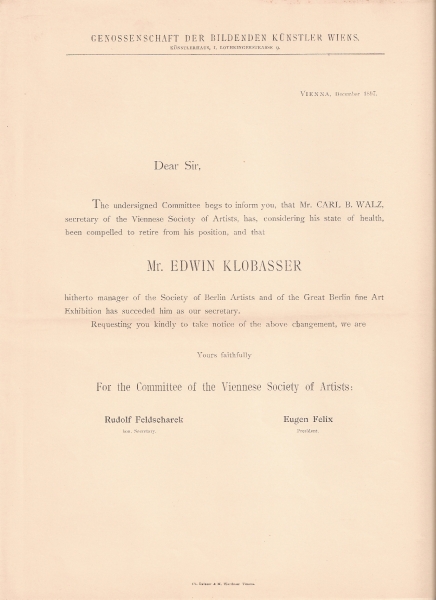 GENOSSENSCHAFT DER BILDENDEN KÜNSTLER WIENS.
KÜNSTLERHAUS, I. LOTHRINGERSTRASSE 9.
VIENNA, December 1897.
Dear Sir,
The undersigned Committee begs to inform you, that Mr. CARL B. WALZ,
secretary of the Viennese Society of Artists, has, considering his state of health,
been compelled to retire from his position, and that
Mr. EDWIN KLOBASSER
hitherto manager of the Society of Berlin Artists and of the Great Berlin fine Art
Exhibition has succeded him as our secretary.
Requesting you kindly to take notice of the above changement, we are
Yours faithfully
For the Committee of the Viennese Society of Artists:
Rudolf Feldscharek
Secretary.
Eugen Felix
President.
Vienna.